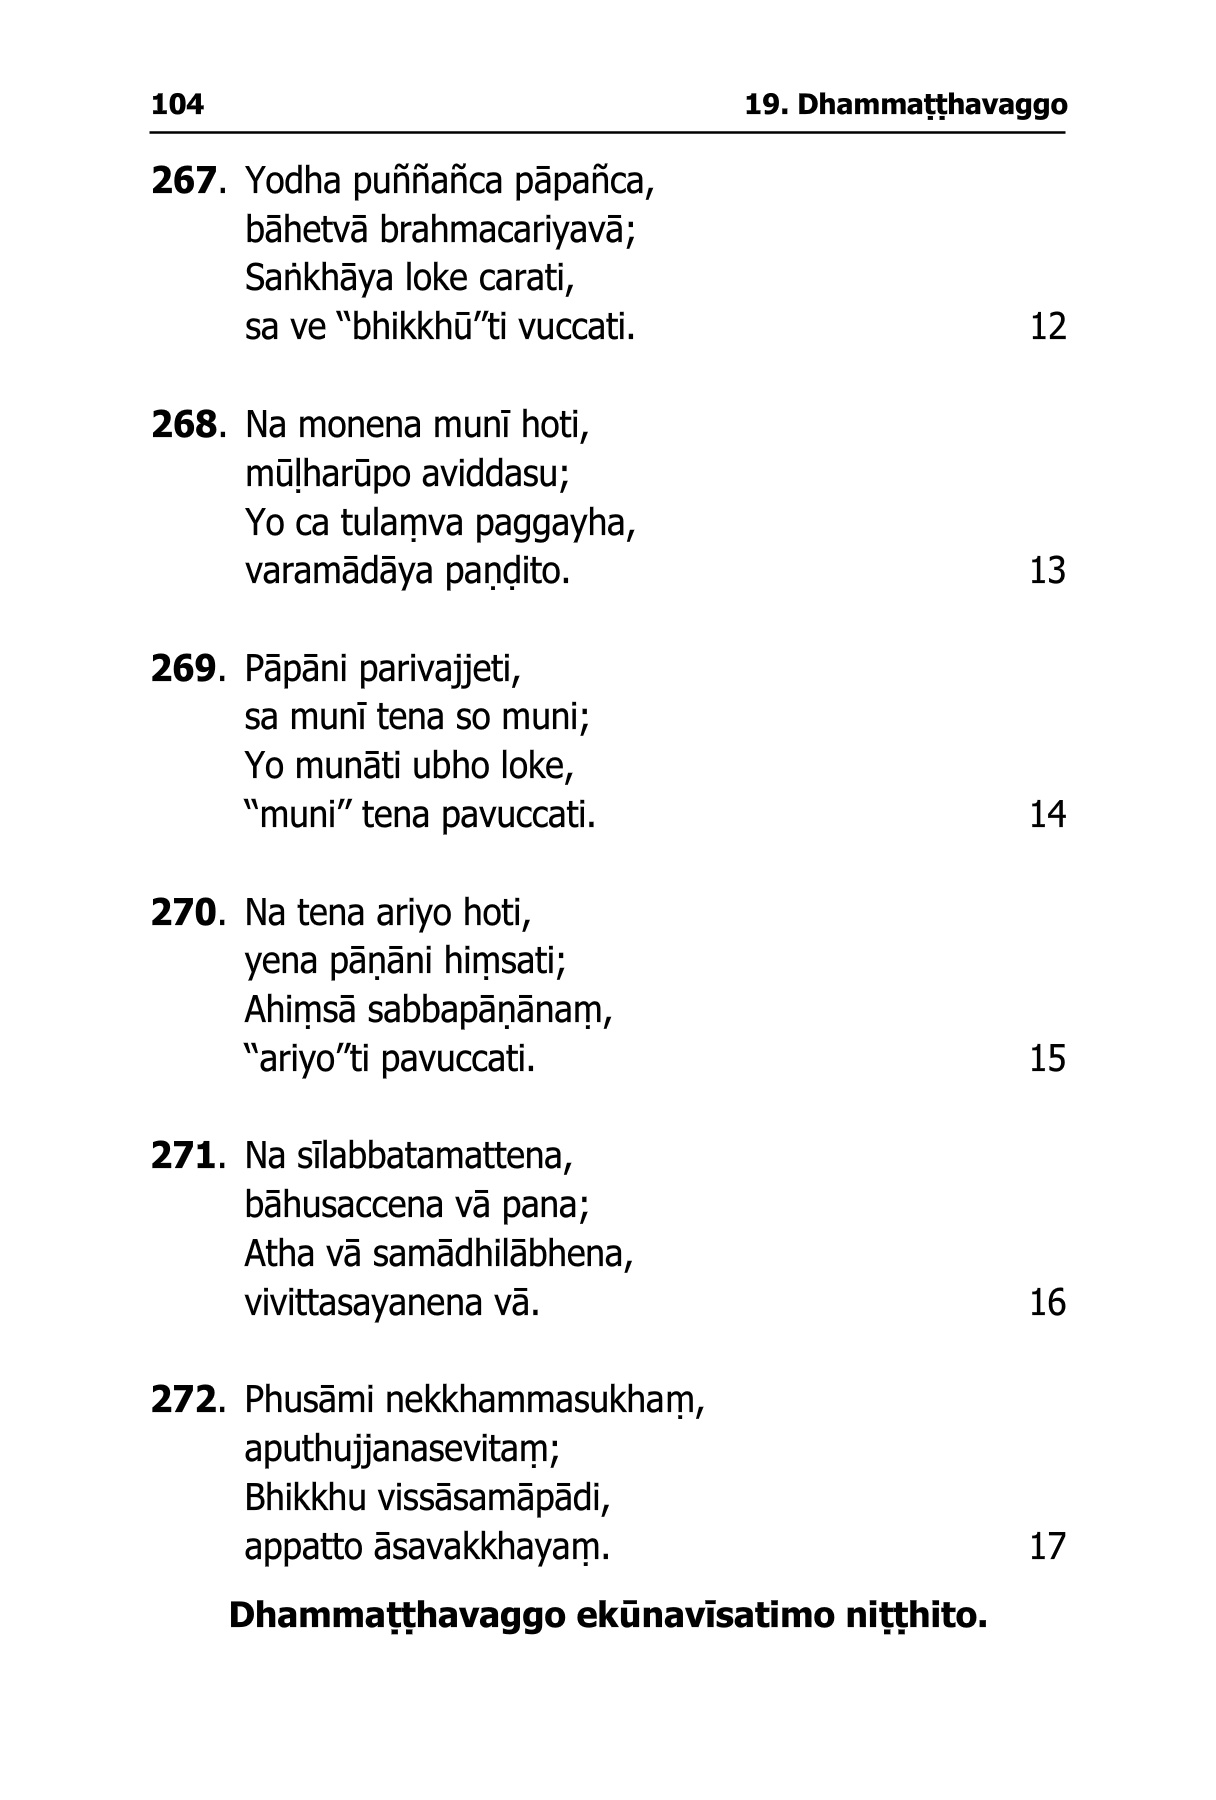 104 19. Dhammaṭṭhavaggo
267. Yodha puññañca pāpañca,
bāhetvā brahmacariyavā;
Saṅkhāya loke carati,
sa ve “bhikkhū”ti vuccati. 12
268. Na monena munī hoti,
mūḷharūpo aviddasu;
Yo ca tulaṃva paggayha,
varamādāya paṇḍito. 13
269. Pāpāni parivajjeti,
sa munī tena so muni;
Yo munāti ubho loke,
“muni” tena pavuccati. 14
270. Na tena ariyo hoti,
yena pāṇāni hiṃsati;
Ahiṃsā sabbapāṇānaṃ,
“ariyo”ti pavuccati. 15
271. Na sīlabbatamattena,
bāhusaccena vā pana;
Atha vā samādhilābhena,
vivittasayanena vā. 16
272. Phusāmi nekkhammasukhaṃ,
aputhujjanasevitaṃ;
Bhikkhu vissāsamāpādi,
appatto āsavakkhayaṃ. 17
Dhammaṭṭhavaggo ekūnavīsatimo niṭṭhito.